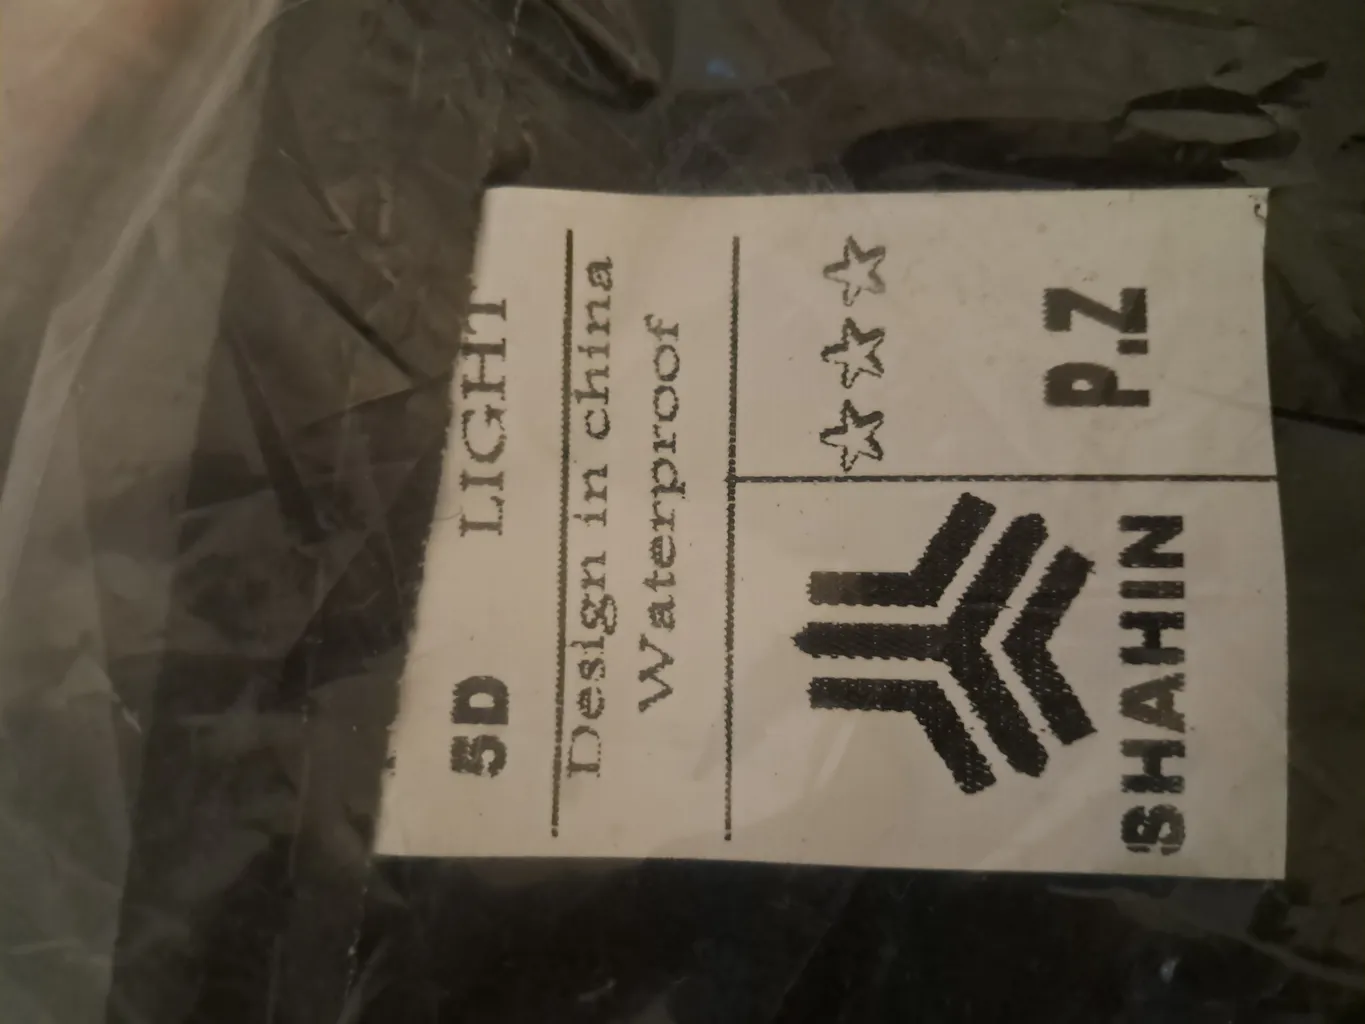 5D LIGHT
Design in china
Waterproof
☆☆☆
P.Z
SHAHIN